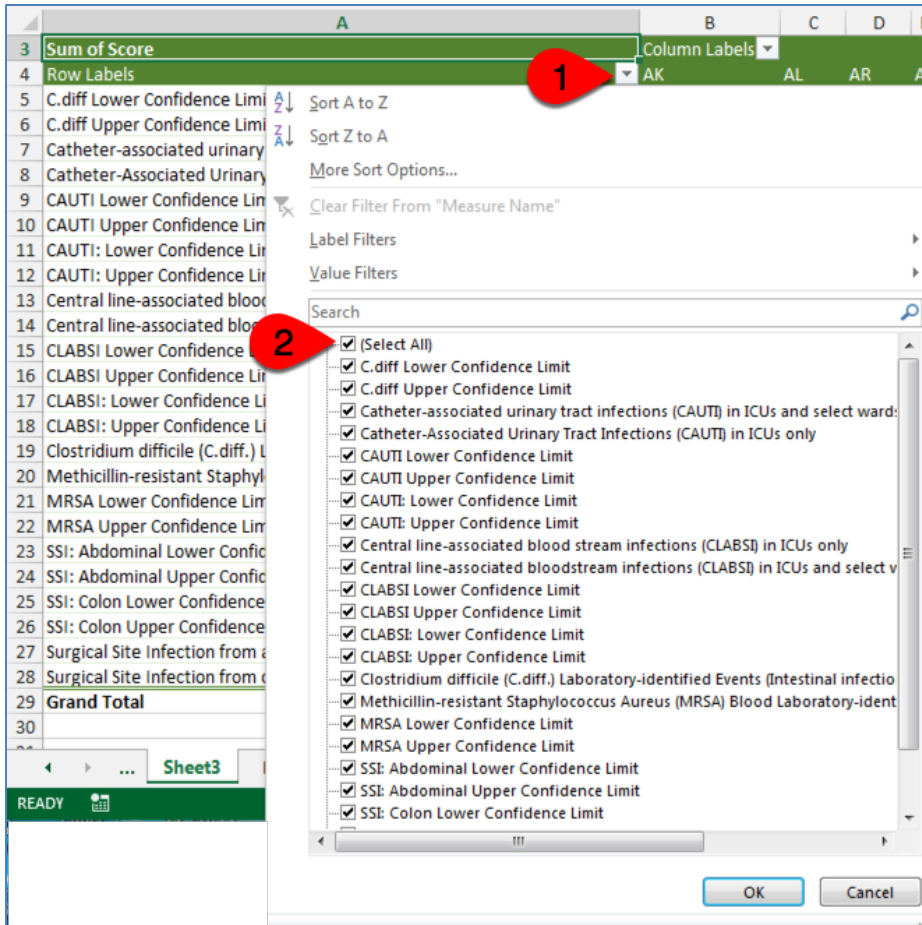 A B C D
3 Sum of Score Column Labels
4 Row Labels 1 AK AL AR
5 C.diff Lower Confidence Limi
6 C.diff Upper Confidence Limi
7 Catheter-associated urinary
8 Catheter-Associated Urinary
9 CAUTI Lower Confidence Lim
10 CAUTI Upper Confidence Lim
11 CAUTI: Lower Confidence Li
12 CAUTI: Upper Confidence Li
13 Central line-associated blood
14 Central line-associated bloo
15 CLABSI Lower Confidence
16 CLABSI Upper Confidence Li
17 CLABSI: Lower Confidence Li
18 CLABSI: Upper Confidence Li
19 Clostridium difficile (C.diff.) L
20 Methicillin-resistant Staphyl
21 MRSA Lower Confidence Lim
22 MRSA Upper Confidence Lim
23 SSI: Abdominal Lower Confid
24 SSI: Abdominal Upper Confid
25 SSI: Colon Lower Confidence
26 SSI: Colon Upper Confidence
27 Surgical Site Infection from a
28 Surgical Site Infection from c
29 Grand Total
30
... Sheet3
READY
Sort A to Z
Sort Z to A
More Sort Options...
Clear Filter From "Measure Name"
Label Filters
Value Filters
Search
2 (Select All)
C.diff Lower Confidence Limit
C.diff Upper Confidence Limit
Catheter-associated urinary tract infections (CAUTI) in ICUs and select wards
Catheter-Associated Urinary Tract Infections (CAUTI) in ICUs only
CAUTI Lower Confidence Limit
CAUTI Upper Confidence Limit
CAUTI: Lower Confidence Limit
CAUTI: Upper Confidence Limit
Central line-associated blood stream infections (CLABSI) in ICUs only
Central line-associated bloodstream infections (CLABSI) in ICUs and select w
CLABSI Lower Confidence Limit
CLABSI Upper Confidence Limit
CLABSI: Lower Confidence Limit
CLABSI: Upper Confidence Limit
Clostridium difficile (C.diff.) Laboratory-identified Events (Intestinal infectio
Methicillin-resistant Staphylococcus Aureus (MRSA) Blood Laboratory-ident
MRSA Lower Confidence Limit
MRSA Upper Confidence Limit
SSI: Abdominal Lower Confidence Limit
SSI: Abdominal Upper Confidence Limit
SSI: Colon Lower Confidence Limit
OK Cancel